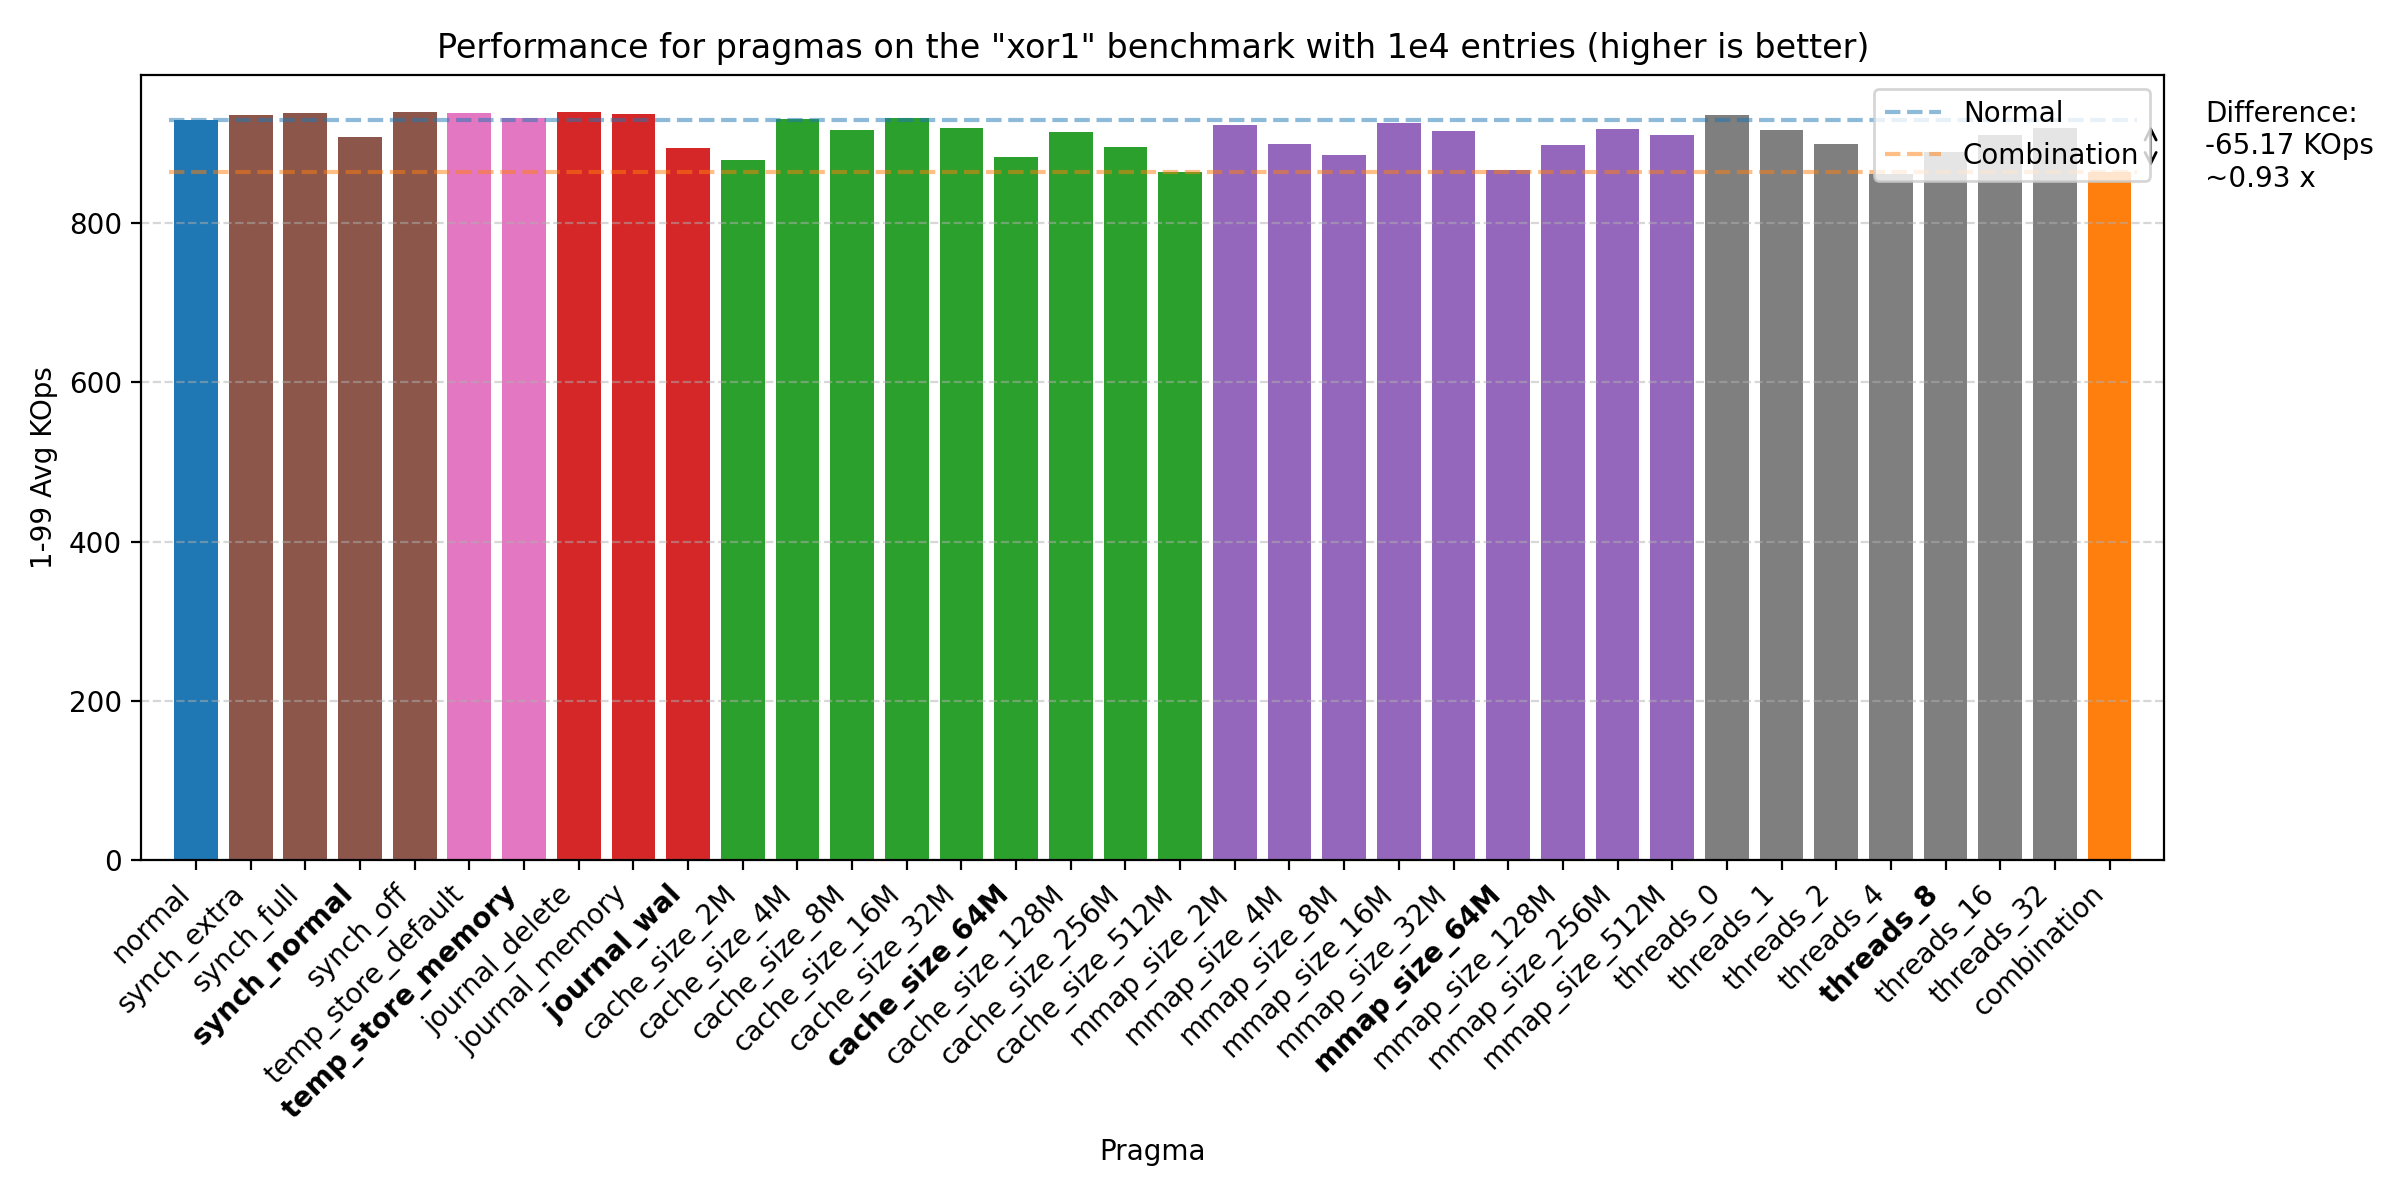 Performance for pragmas on the "xor1" benchmark with 1e4 entries (higher is better)
Normal
Combination
Difference:
-65.17 KOps
~0.93 x
1-99 Avg KOps
800
600
400
200
0
normal
synch_extra
synch_full
synch_normal
synch_off
temp_store_default
temp_store_memory
journal_delete
journal_memory
journal_wal
cache_size_2M
cache_size_4M
cache_size_8M
cache_size_16M
cache_size_32M
cache_size_64M
cache_size_128M
cache_size_256M
cache_size_512M
mmap_size_2M
mmap_size_4M
mmap_size_8M
mmap_size_16M
mmap_size_32M
mmap_size_64M
mmap_size_128M
mmap_size_256M
mmap_size_512M
threads_0
threads_1
threads_2
threads_4
threads_8
threads_16
threads_32
combination
Pragma